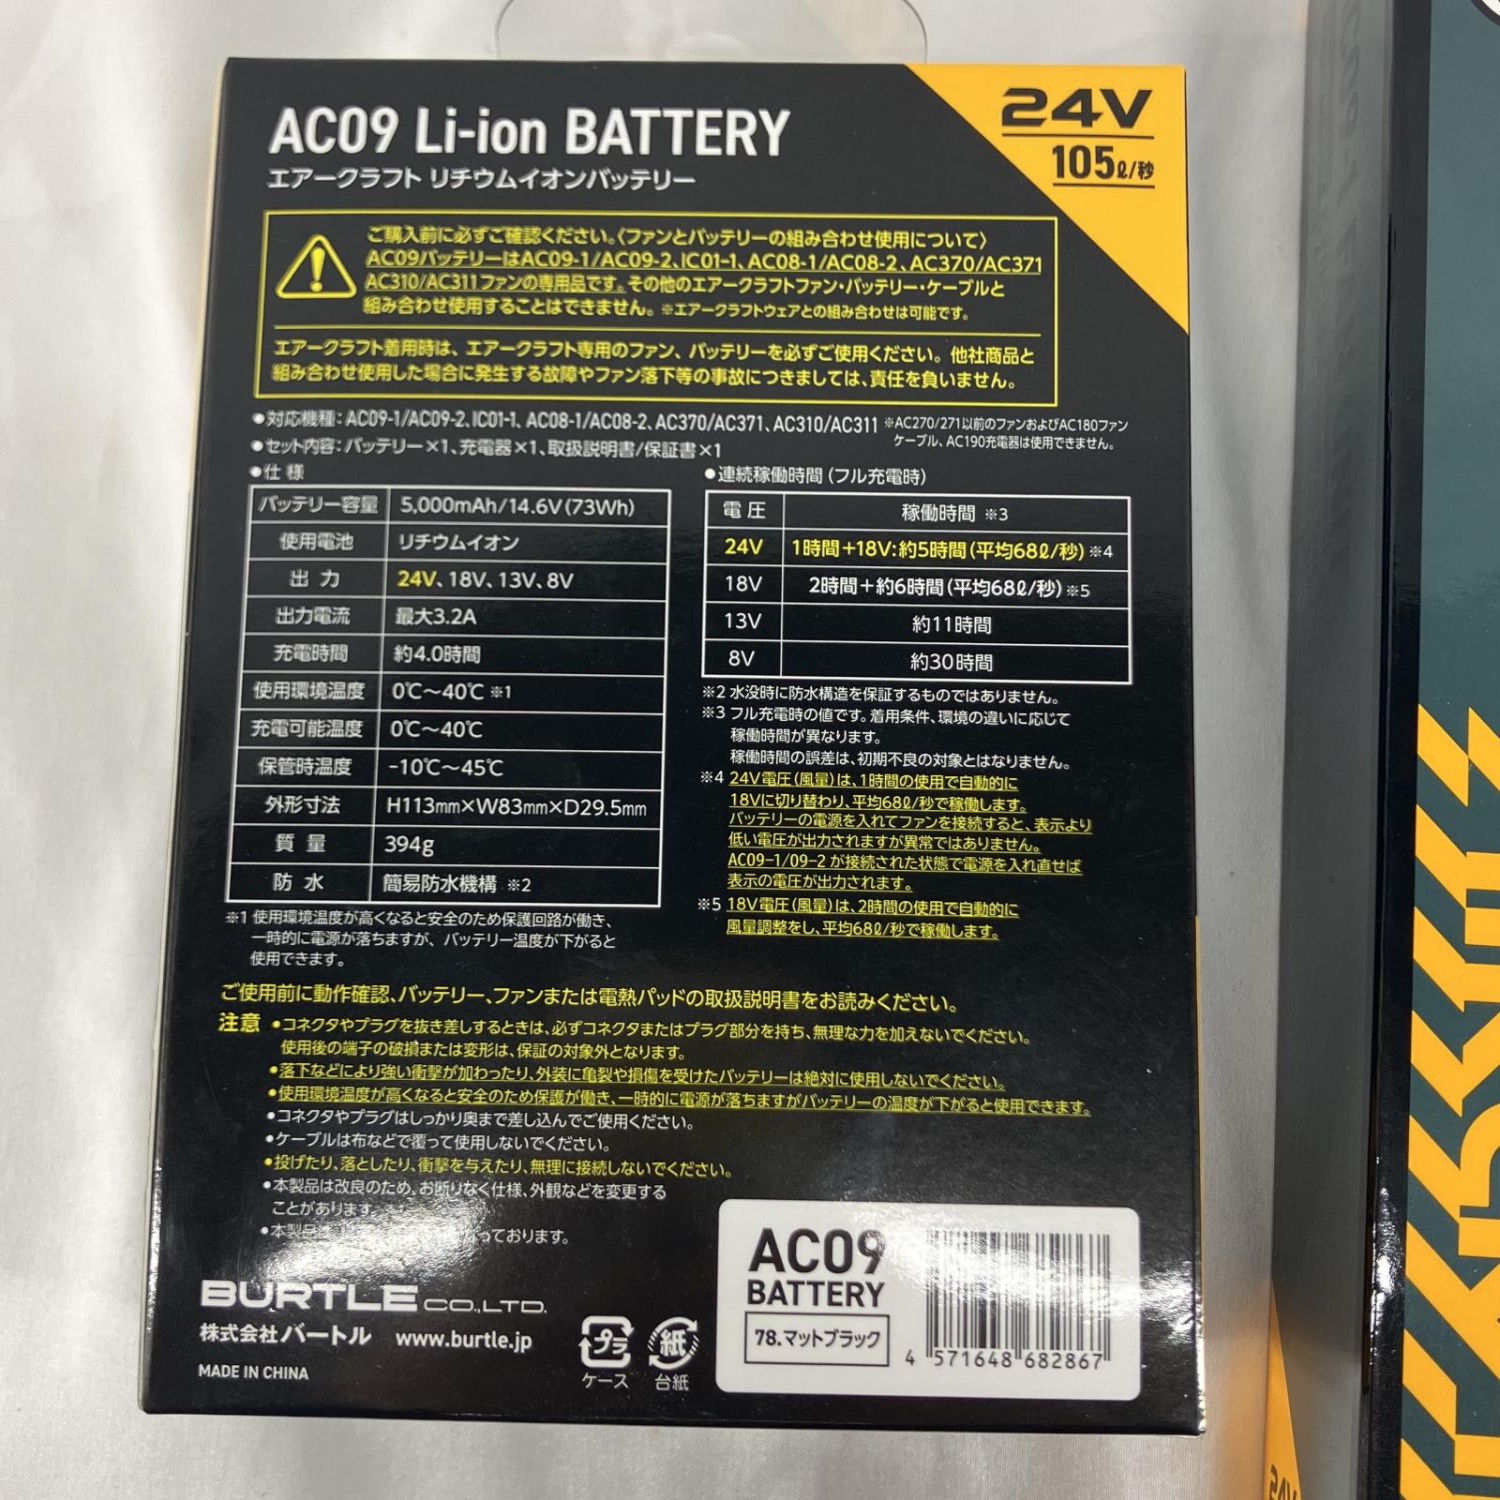 AC09 Li-ion BATTERY
エアークラフト リチウムイオンバッテリー
24V
105ℓ/秒
ご購入前に必ずご確認ください。〈ファンとバッテリーの組み合わせ使用について〉
AC09バッテリーはAC09-1/AC09-2、IC01-1、AC08-1/AC08-2、AC370/AC371
AC310/AC311ファンの専用品です。その他のエアークラフトファン・バッテリー・ケーブルと
組み合わせ使用することはできません。※エアークラフトウェアとの組み合わせは可能です。
エアークラフト着用時は、エアークラフト専用のファン、バッテリーを必ずご使用ください。他社商品と
組み合わせ使用した場合に発生する故障やファン落下等の事故につきましては、責任を負いません。
●対応機種：AC09-1/AC09-2、IC01-1、AC08-1/AC08-2、AC370/AC371、AC310/AC311 ※AC270/271以前のファンおよびAC180ファン
ケーブル、AC190充電器は使用できません。
●セット内容：バッテリー×1、充電器×1、取扱説明書/保証書×1
●仕様
バッテリー容量 5,000mAh/14.6V(73Wh)
使用電池 リチウムイオン
出力 24V、18V、13V、8V
出力電流 最大3.2A
充電時間 約4.0時間
使用環境温度 0℃～40℃ ※1
充電可能温度 0℃～40℃
保管時温度 -10℃～45℃
外形寸法 H113mm×W83mm×D29.5mm
質量 394g
防水 簡易防水機構 ※2
※1 使用環境温度が高くなると安全のため保護回路が働き、
一時的に電源が落ちますが、バッテリー温度が下がると
使用できます。
●連続稼働時間（フル充電時）
電圧 稼働時間 ※3
24V 1時間＋18V：約5時間(平均68ℓ/秒) ※4
18V 2時間＋約6時間(平均68ℓ/秒) ※5
13V 約11時間
8V 約30時間
※2 水没時に防水構造を保証するものではありません。
※3 フル充電時の値です。着用条件、環境の違いに応じて
稼働時間が異なります。
稼働時間の誤差は、初期不良の対象とはなりません。
※4 24V電圧(風量)は、1時間の使用で自動的に
18Vに切り替わり、平均68ℓ/秒で稼働します。
バッテリーの電源を入れてファンを接続すると、表示より
低い電圧が出力されますが異常ではありません。
AC09-1/09-2が接続された状態で電源を入れ直せば
表示の電圧が出力されます。
※5 18V電圧(風量)は、2時間の使用で自動的に
風量調整をし、平均68ℓ/秒で稼働します。
ご使用前に動作確認、バッテリー、ファンまたは電熱パッドの取扱説明書をお読みください。
注意 ●コネクタやプラグを抜き差しするときは、必ずコネクタまたはプラグ部分を持ち、無理な力を加えないでください。
使用後の端子の破損または変形は、保証の対象外となります。
●落下などにより強い衝撃が加わったり、外装に亀裂や損傷を受けたバッテリーは絶対に使用しないでください。
●使用環境温度が高くなると安全のため保護が働き、一時的に電源が落ちますがバッテリーの温度が下がると使用できます。
●コネクタやプラグはしっかり奥まで差し込んでご使用ください。
●ケーブルは布などで覆って使用しないでください。
●投げたり、落としたり、衝撃を与えたり、無理に接続しないでください。
●本製品は改良のため、お断りなく仕様、外観などを変更する
ことがあります。
●本製品は っております。
BURTLE CO.,LTD.
株式会社バートル www.burtle.jp
MADE IN CHINA
プラ
ケース
紙
台紙
AC09
BATTERY
78.マットブラック
4 571648 682867
24V